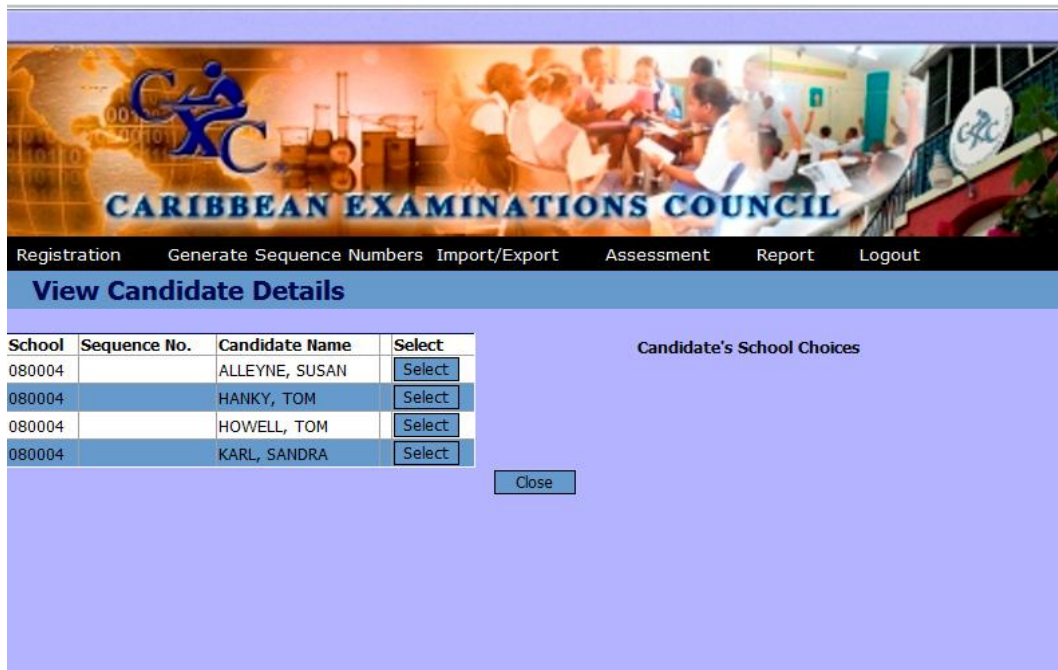 CXC
CXC
CARIBBEAN EXAMINATIONS COUNCIL
Registration Generate Sequence Numbers Import/Export Assessment Report Logout
View Candidate Details
School Sequence No. Candidate Name Select
080004 ALLEYNE, SUSAN Select
080004 HANKY, TOM Select
080004 HOWELL, TOM Select
080004 KARL, SANDRA Select
Candidate's School Choices
Close